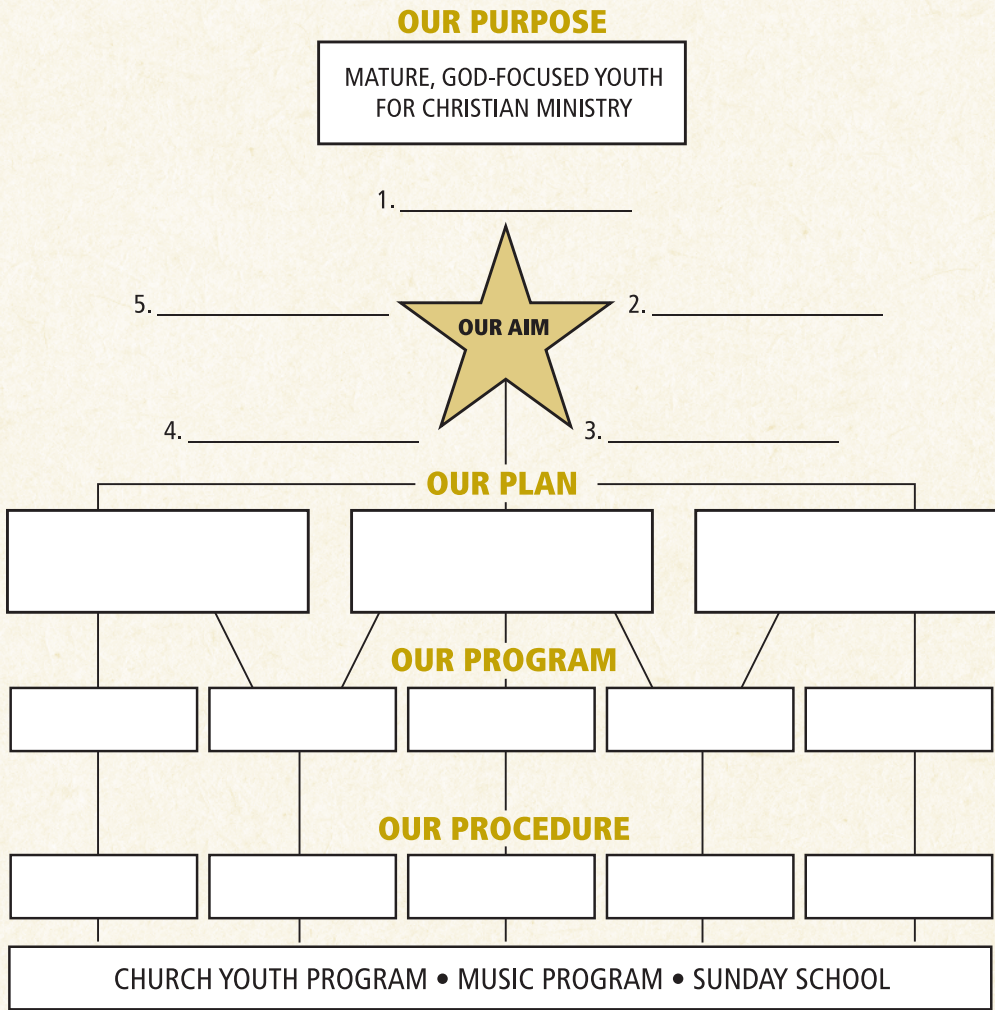 OUR PURPOSE
MATURE, GOD-FOCUSED YOUTH
FOR CHRISTIAN MINISTRY
1.
5.
OUR AIM
2.
4.
3.
OUR PLAN
OUR PROGRAM
OUR PROCEDURE
CHURCH YOUTH PROGRAM • MUSIC PROGRAM • SUNDAY SCHOOL